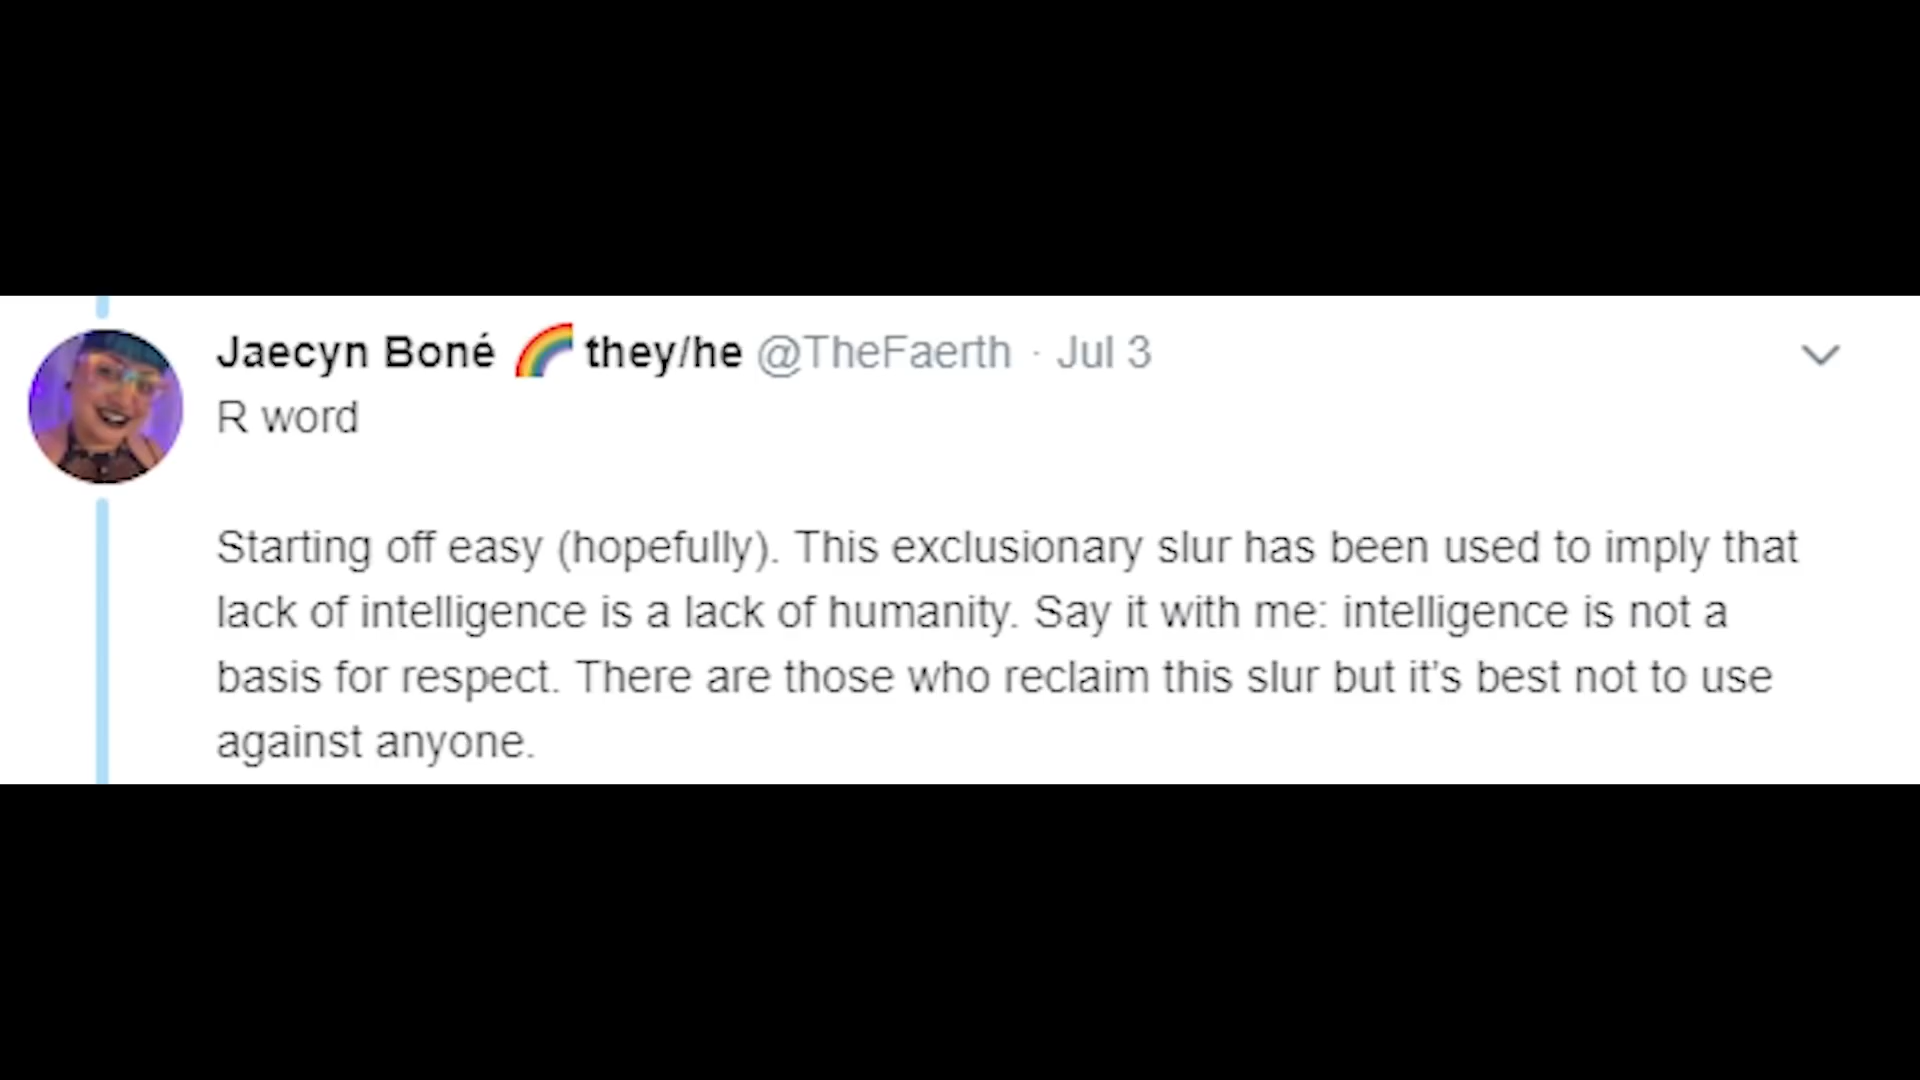 Jaecyn Boné 🌈 they/he @TheFaerth · Jul 3
R word
Starting off easy (hopefully). This exclusionary slur has been used to imply that
lack of intelligence is a lack of humanity. Say it with me: intelligence is not a
basis for respect. There are those who reclaim this slur but it's best not to use
against anyone.